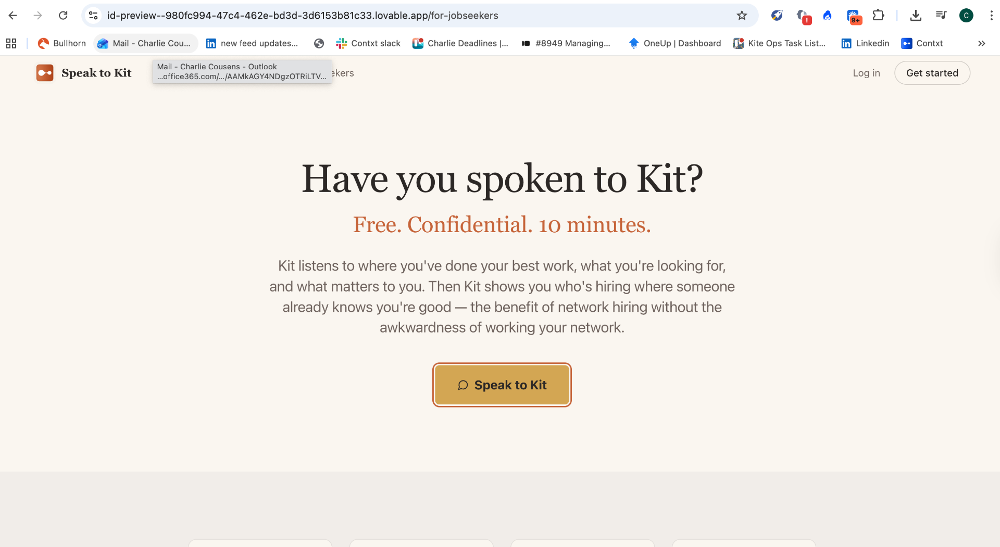 id-preview--980fc994-47c4-462e-bd3d-3d6153b81c33.lovable.app/for-jobseekers
9+
C
Bullhorn
Mail - Charlie Cou...
new feed updates...
Contxt slack
Charlie Deadlines |...
#8949 Managing...
OneUp | Dashboard
Kite Ops Task List...
Linkedin
Contxt
Speak to Kit
Mail - Charlie Cousens - Outlook
...office365.com/.../AAMkAGY4NDgzOTRiLTV...
ekers
Log in
Get started
Have you spoken to Kit?
Free. Confidential. 10 minutes.
Kit listens to where you've done your best work, what you're looking for,
and what matters to you. Then Kit shows you who's hiring where someone
already knows you're good — the benefit of network hiring without the
awkwardness of working your network.
Speak to Kit